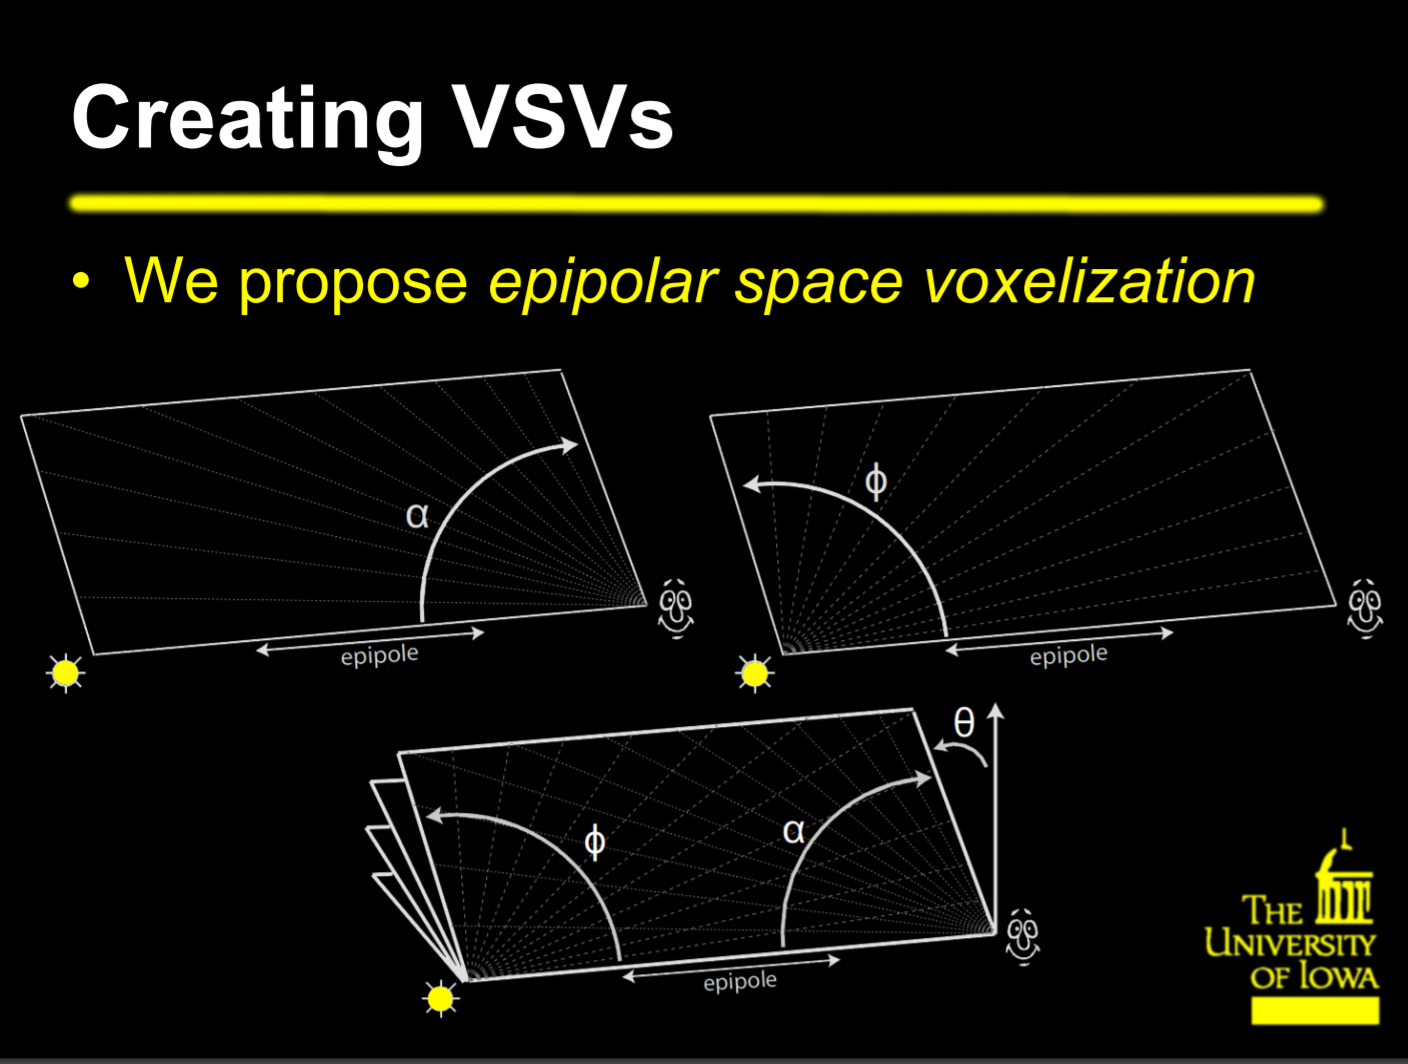 Creating VSVs
• We propose epipolar space voxelization
α
epipole
ϕ
epipole
θ
ϕ
α
epipole
THE
UNIVERSITY
OF IOWA